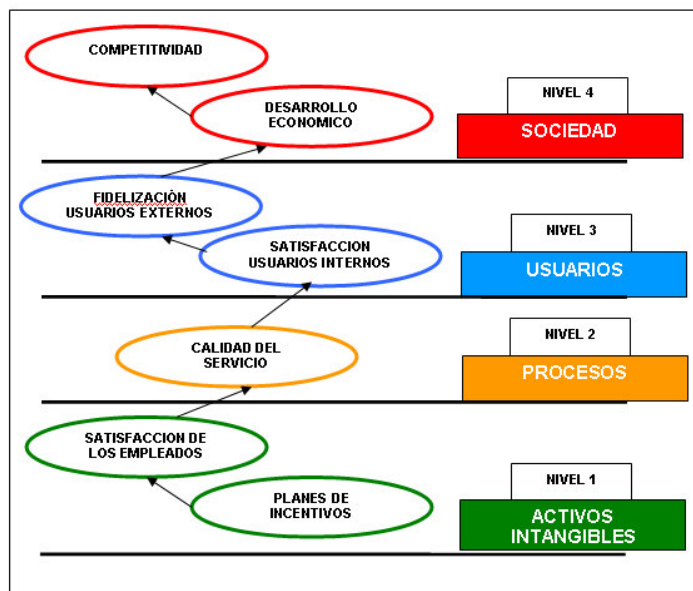 COMPETITIVIDAD
DESARROLLO
ECONOMICO
NIVEL 4
SOCIEDAD
FIDELIZACIÓN
USUARIOS EXTERNOS
SATISFACCION
USUARIOS INTERNOS
NIVEL 3
USUARIOS
CALIDAD DEL
SERVICIO
NIVEL 2
PROCESOS
SATISFACCION DE
LOS EMPLEADOS
PLANES DE
INCENTIVOS
NIVEL 1
ACTIVOS
INTANGIBLES